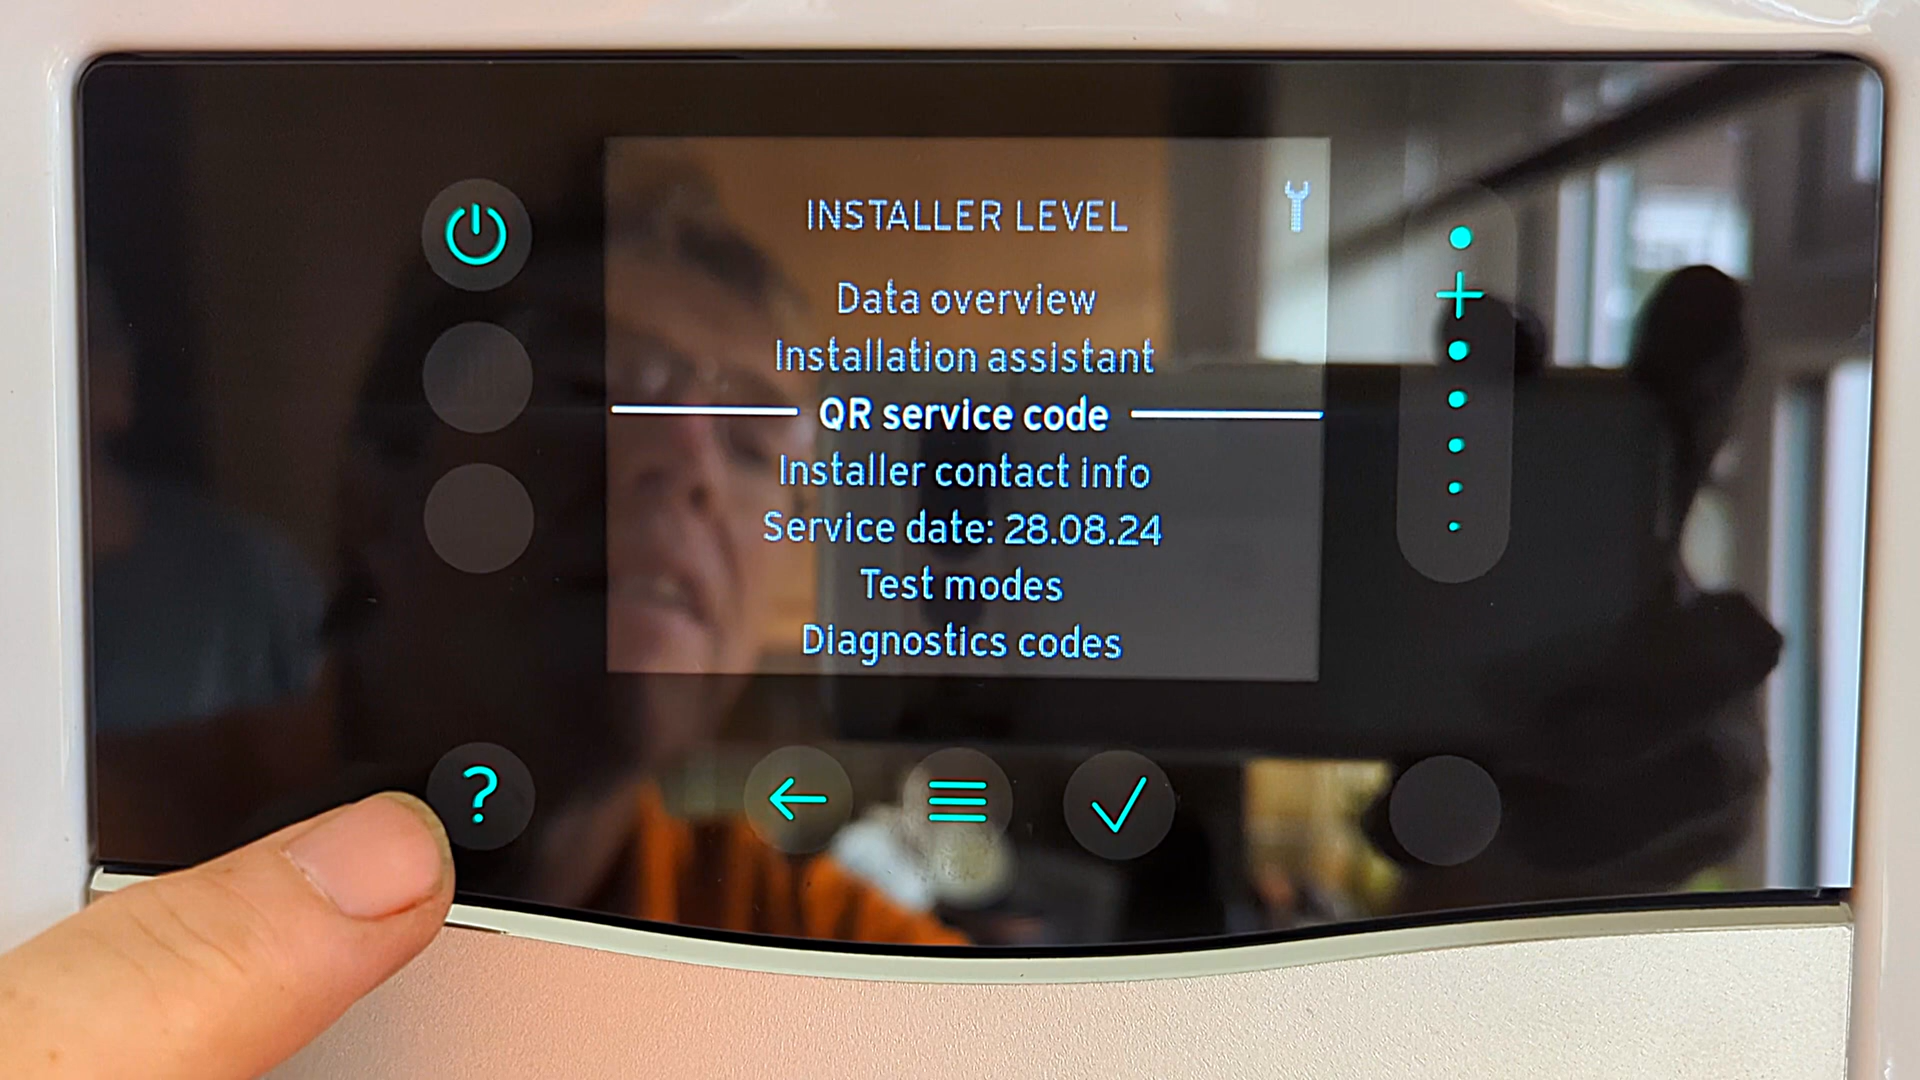 INSTALLER LEVEL
Data overview
Installation assistant
QR service code
Installer contact info
Service date: 28.08.24
Test modes
Diagnostics codes
?